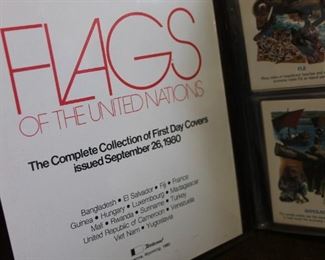 FLAGS
OF THE UNITED NATIONS
The Complete Collection of First Day Covers
issued September 26, 1980
Bangladesh • El Salvador • Fiji • France
Guinea • Hungary • Luxembourg • Madagascar
Mali • Rwanda • Suriname • Turkey
United Republic of Cameroon • Venezuela
Viet Nam • Yugoslavia
FIJI